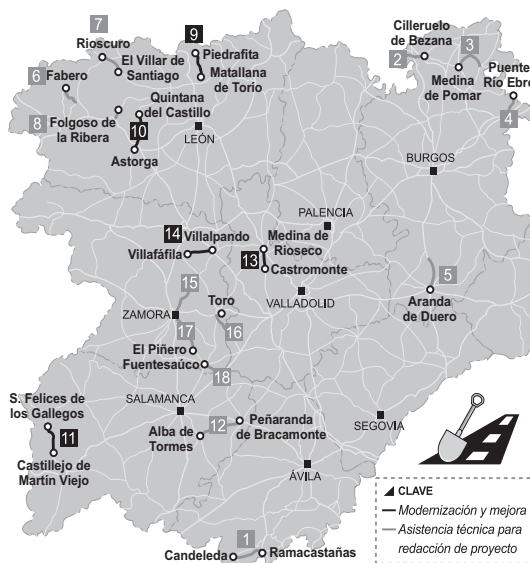 7
Rioscuro
El Villar de
Santiago
9
Piedrafita
Matallana
de Torío
6
Fabero
8
Folgoso de
la Ribera
Quintana
del Castillo
10
Astorga
LEÓN
Cilleruelo
de Bezana
2
3
Medina
de Pomar
Puente
Río Ebro
4
BURGOS
PALENCIA
14
Villalpando
Villafáfila
Medina de
Rioseco
13
Castromonte
VALLADOLID
5
Aranda
de Duero
15
ZAMORA
Toro
16
17
El Piñero
Fuentesaúco
18
S. Felices de
los Gallegos
11
Castillejo de
Martín Viejo
SALAMANCA
12
Alba de
Tormes
Peñaranda
de Bracamonte
SEGOVIA
ÁVILA
1
Candeleda
Ramacastañas
CLAVE
Modernización y mejora
Asistencia técnica para
redacción de proyecto